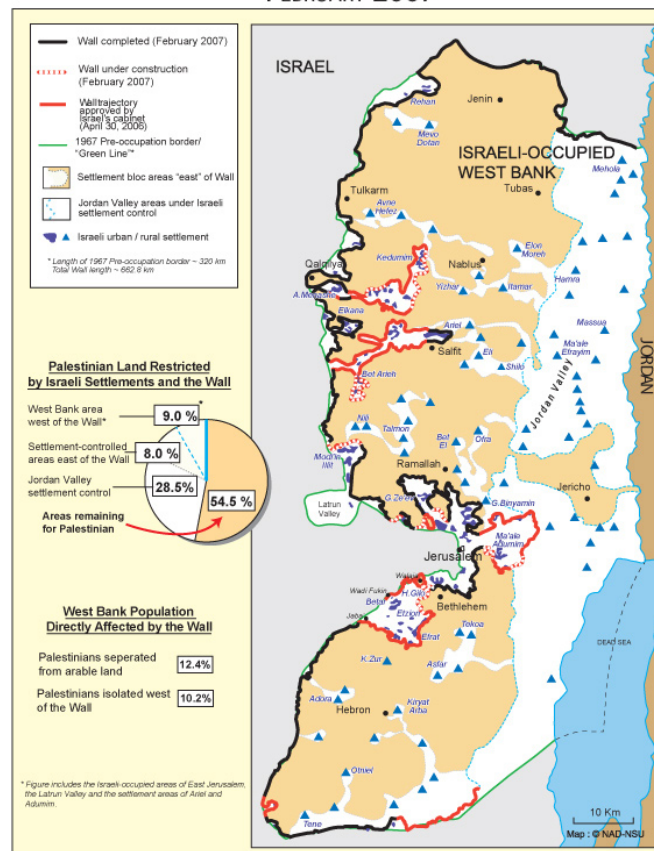 FEBRUARY 2007
Wall completed (February 2007)
Wall under construction
(February 2007)
Walltrajectory
approved by
Israel's cabinet
(April 30, 2006)
1967 Pre-occupation border/
"Green Line"*
Settlement bloc areas "east" of Wall
Jordan Valley areas under Israeli
settlement control
Israeli urban / rural settlement
* Length of 1967 Pre-occupation border ~ 320 km
Total Wall length ~ 662.8 km
Palestinian Land Restricted
by Israeli Settlements and the Wall
West Bank area
west of the Wall*
9.0 %
*
Settlement-controlled
areas east of the Wall
8.0 %
Jordan Valley
settlement control
28.5%
54.5 %
Areas remaining
for Palestinian
West Bank Population
Directly Affected by the Wall
Palestinians seperated
from arable land
12.4%
Palestinians isolated west
of the Wall
10.2%
* Figure includes the Israeli-occupied areas of East Jerusalem,
the Latrun Valley and the settlement areas of Ariel and
Adumim.
ISRAEL
Rehan
Jenin
Mevo
Dotan
ISRAELI-OCCUPIED
WEST BANK
Mehola
Tubas
Tulkarm
Avne
Hefez
Elon
Moreh
Kedumim
Nablus
Qalqilya
Hamra
Yizhar
Itamar
A.Menashe
Elkana
Massua
Ariel
Ma'ale
Efrayim
Salfit
Eli
Shilo
Bet Arieh
Jordan Valley
JORDAN
Nili
Talmon
Bet
El
Ofra
Modi'in
Illit
Ramallah
Jericho
G.Ze'ev
G.Binyamin
Latrun
Valley
Ma'ale
Adumim
Jerusalem
Walaja
Wadi Fukin
H.Gilo
Betar
Bethlehem
Etzion
Jaba
Efrat
Tekoa
DEAD SEA
K.Zur
Asfar
Adora
Kiryat
Arba
Hebron
Otniel
Tene
10 Km
Map : © NAD-NSU